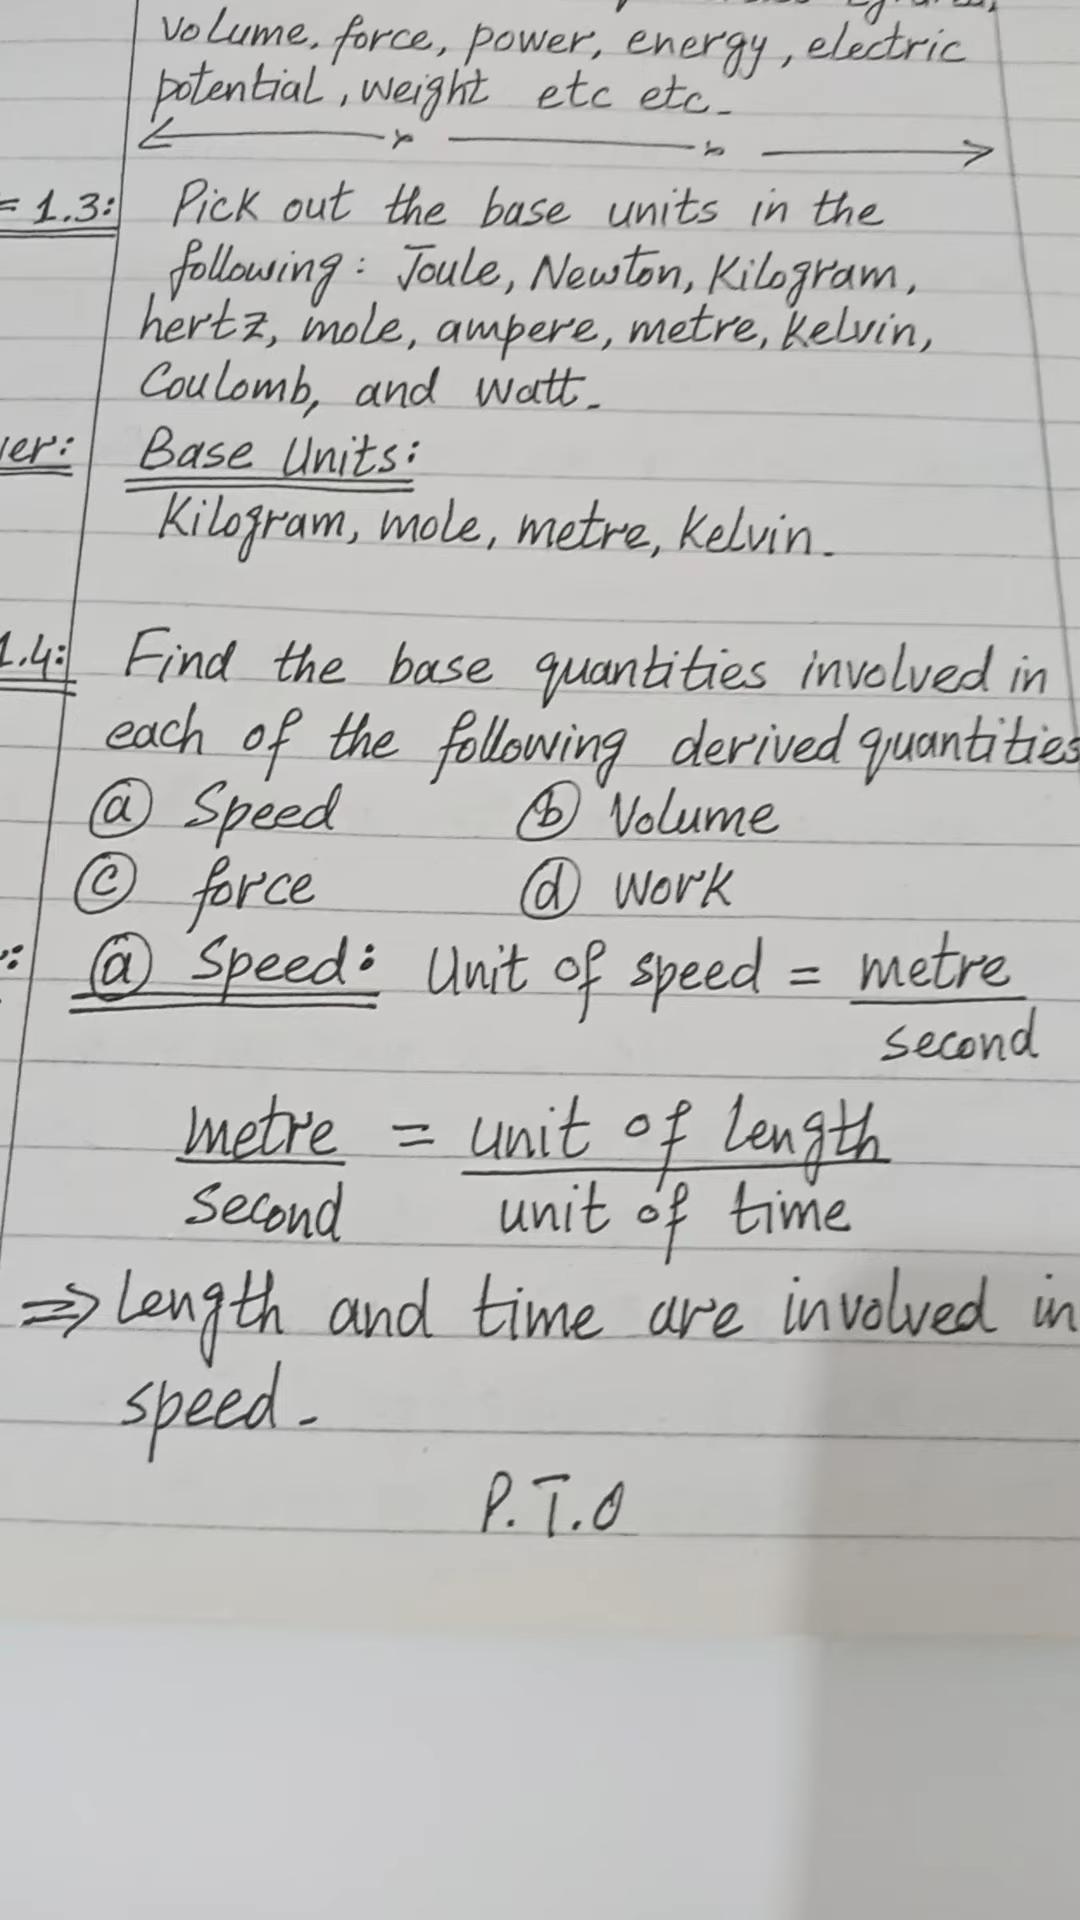 volume, force, power, energy, electric
potential, weight etc etc.
= 1.3: Pick out the base units in the
following: Joule, Newton, Kilogram,
hertz, mole, ampere, metre, Kelvin,
Coulomb, and watt.
er: Base Units:
Kilogram, mole, metre, Kelvin.
1.4: Find the base quantities involved in
each of the following derived quantities
(a) Speed (b) Volume
(c) force (d) work
(a) Speed: Unit of speed = metre
second
metre = unit of length
second unit of time
⇒ Length and time are involved in
speed.
P.T.O